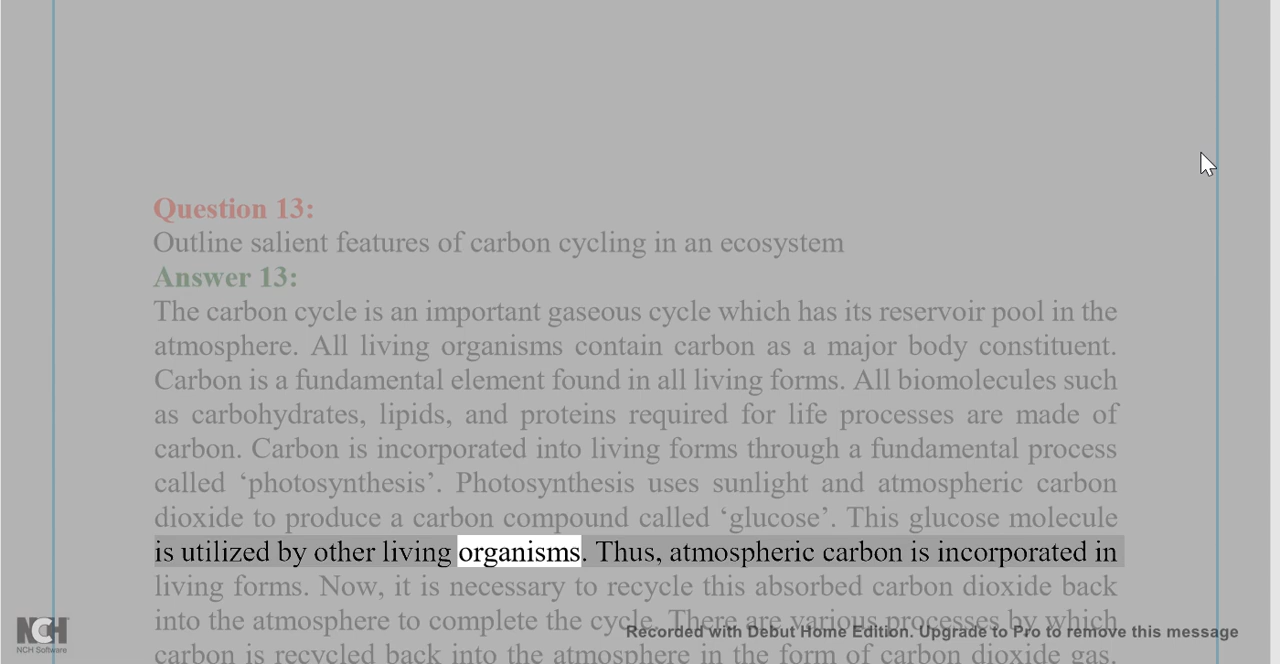 Question 13:
Outline salient features of carbon cycling in an ecosystem
Answer 13:
The carbon cycle is an important gaseous cycle which has its reservoir pool in the
atmosphere. All living organisms contain carbon as a major body constituent.
Carbon is a fundamental element found in all living forms. All biomolecules such
as carbohydrates, lipids, and proteins required for life processes are made of
carbon. Carbon is incorporated into living forms through a fundamental process
called ‘photosynthesis’. Photosynthesis uses sunlight and atmospheric carbon
dioxide to produce a carbon compound called ‘glucose’. This glucose molecule
is utilized by other living organisms. Thus, atmospheric carbon is incorporated in
living forms. Now, it is necessary to recycle this absorbed carbon dioxide back
into the atmosphere to complete the cycle. There are various processes by which
carbon is recycled back into the atmosphere in the form of carbon dioxide gas.
Recorded with Debut Home Edition. Upgrade to Pro to remove this message
NCH
NCH Software